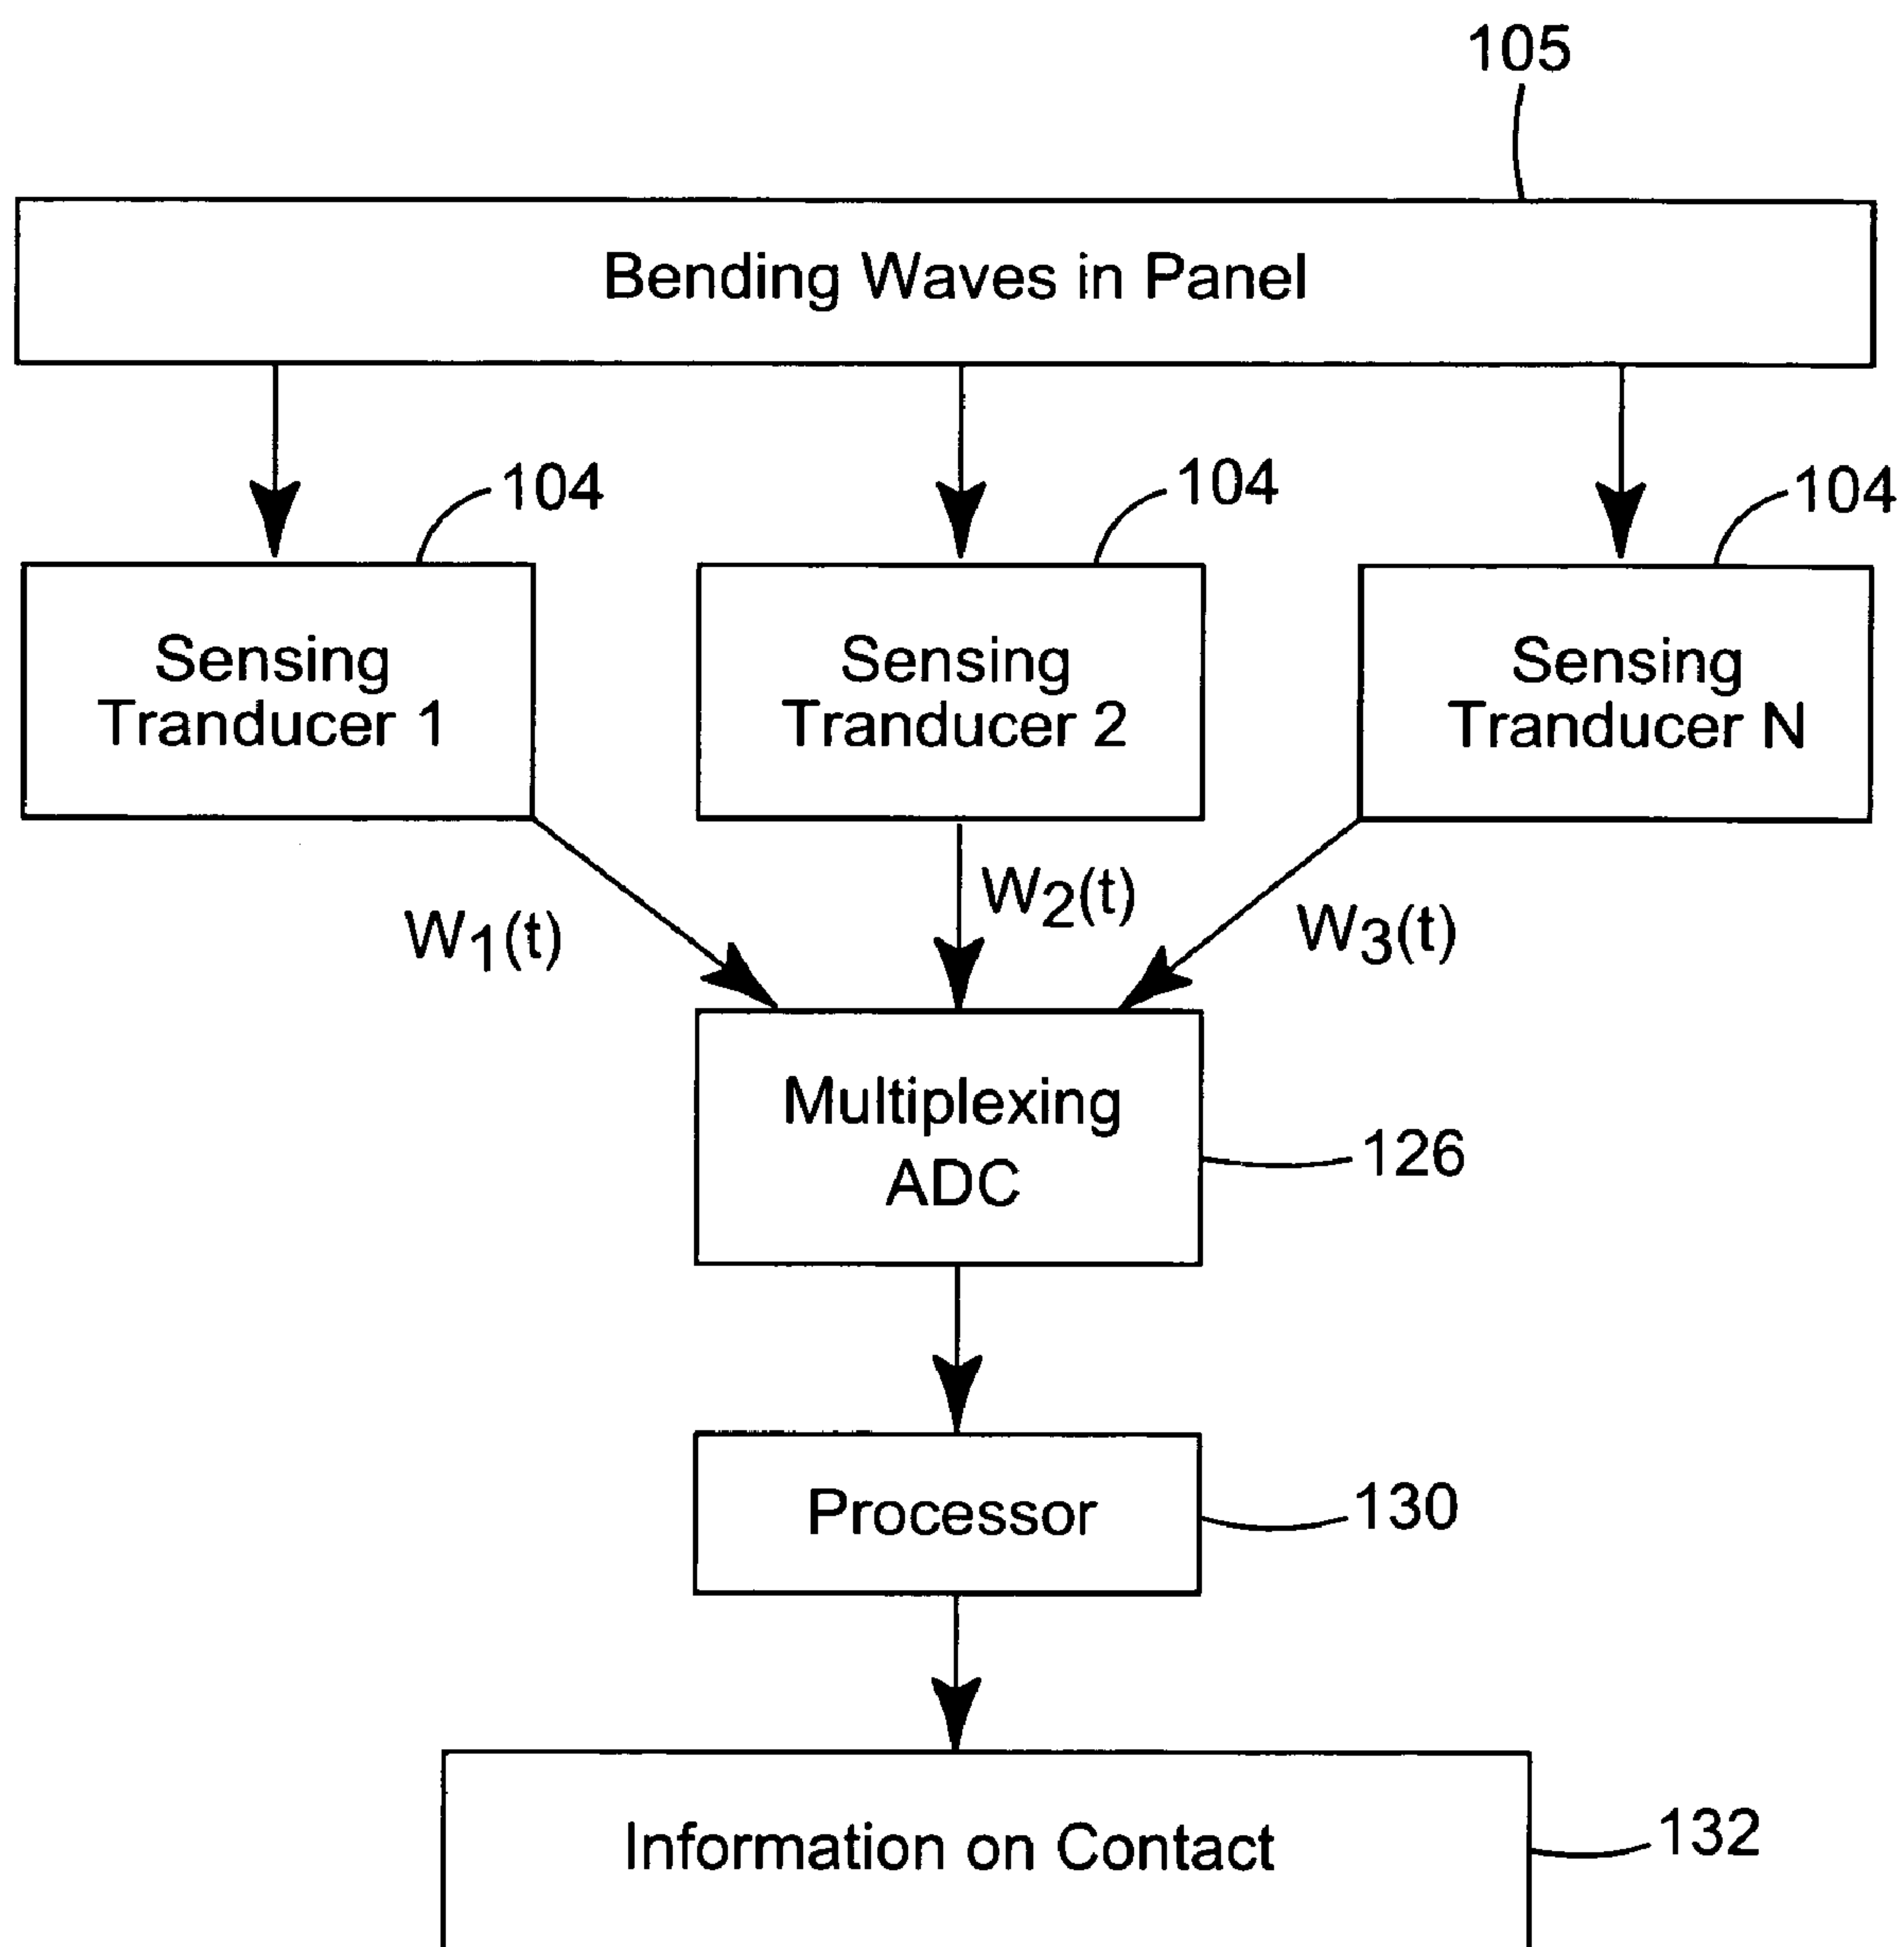 105
Bending Waves in Panel
104
104
104
Sensing
Tranducer 1
Sensing
Tranducer 2
Sensing
Tranducer N
W1(t)
W2(t)
W3(t)
Multiplexing
ADC
126
Processor
130
Information on Contact
132